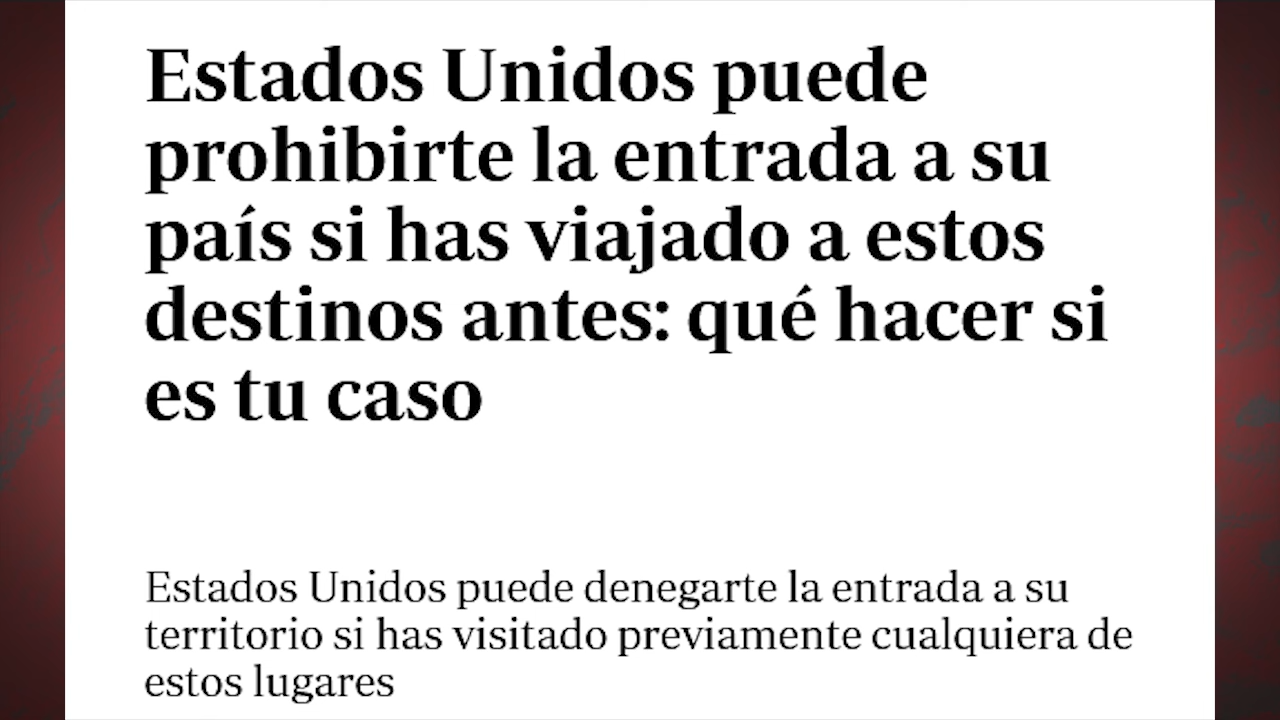 Estados Unidos puede
prohibirte la entrada a su
país si has viajado a estos
destinos antes: qué hacer si
es tu caso
Estados Unidos puede denegarte la entrada a su
territorio si has visitado previamente cualquiera de
estos lugares